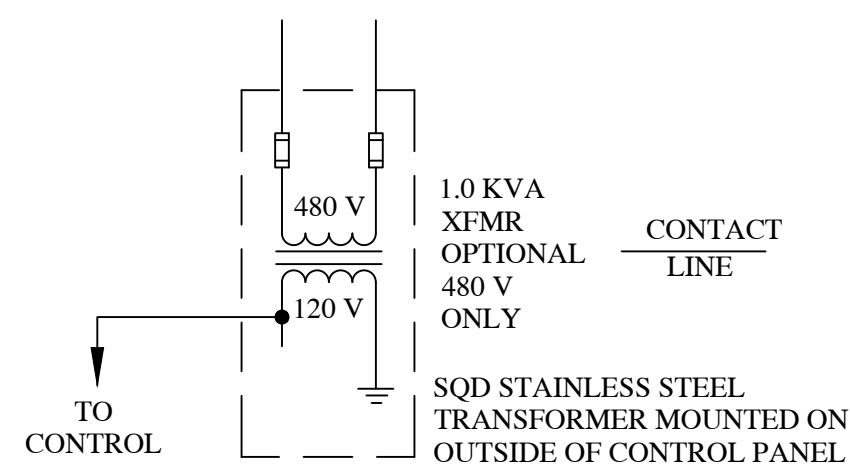 480 V
120 V
1.0 KVA
XFMR
OPTIONAL
480 V
ONLY
CONTACT
LINE
TO
CONTROL
SQD STAINLESS STEEL
TRANSFORMER MOUNTED ON
OUTSIDE OF CONTROL PANEL